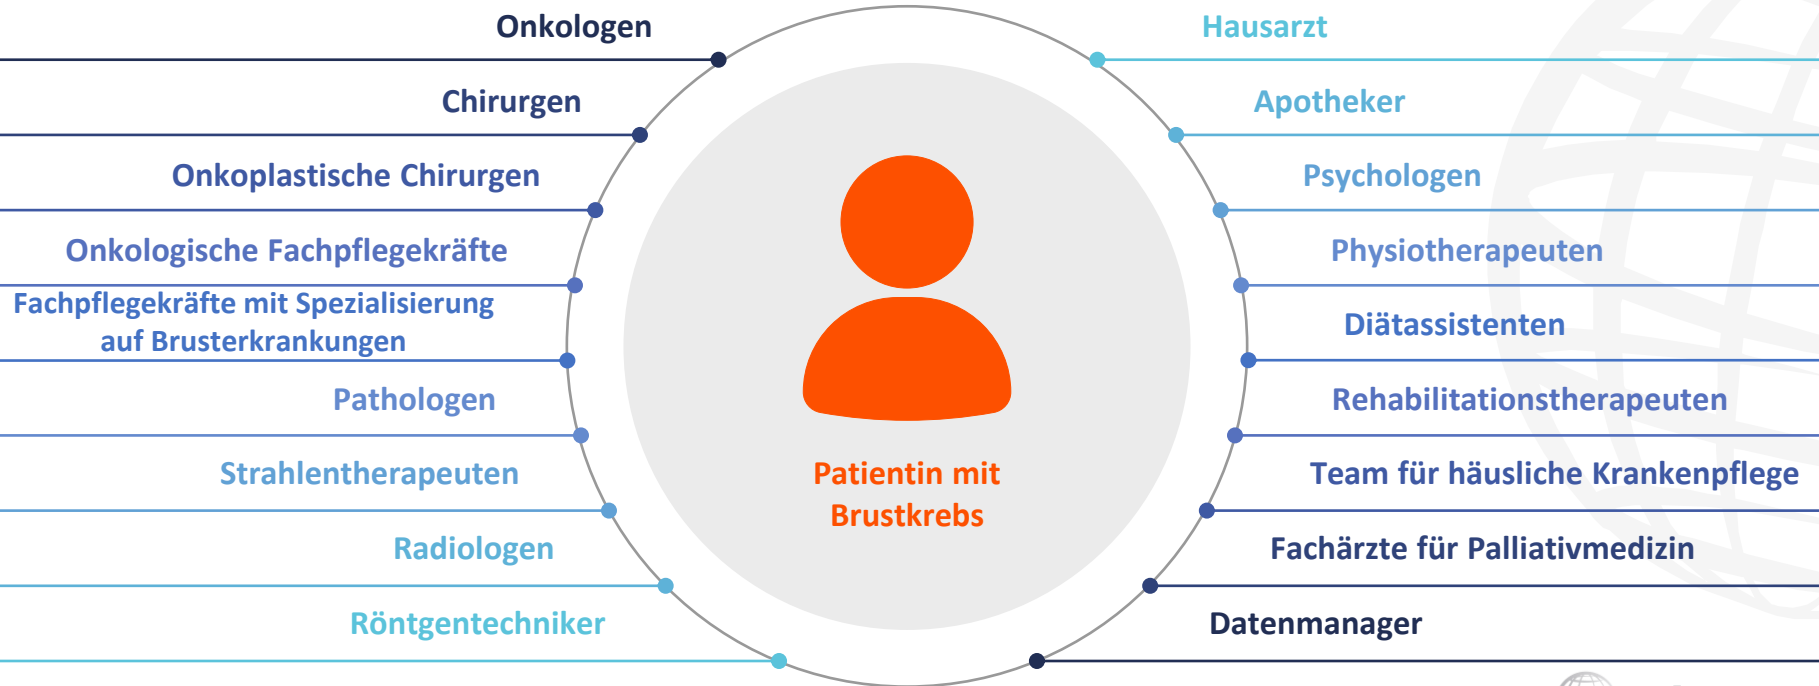 Onkologen
Chirurgen
Onkoplastische Chirurgen
Onkologische Fachpflegekräfte
Fachpflegekräfte mit Spezialisierung
auf Brusterkrankungen
Pathologen
Strahlentherapeuten
Radiologen
Röntgentechniker
Patientin mit
Brustkrebs
Hausarzt
Apotheker
Psychologen
Physiotherapeuten
Diätassistenten
Rehabilitationstherapeuten
Team für häusliche Krankenpflege
Fachärzte für Palliativmedizin
Datenmanager